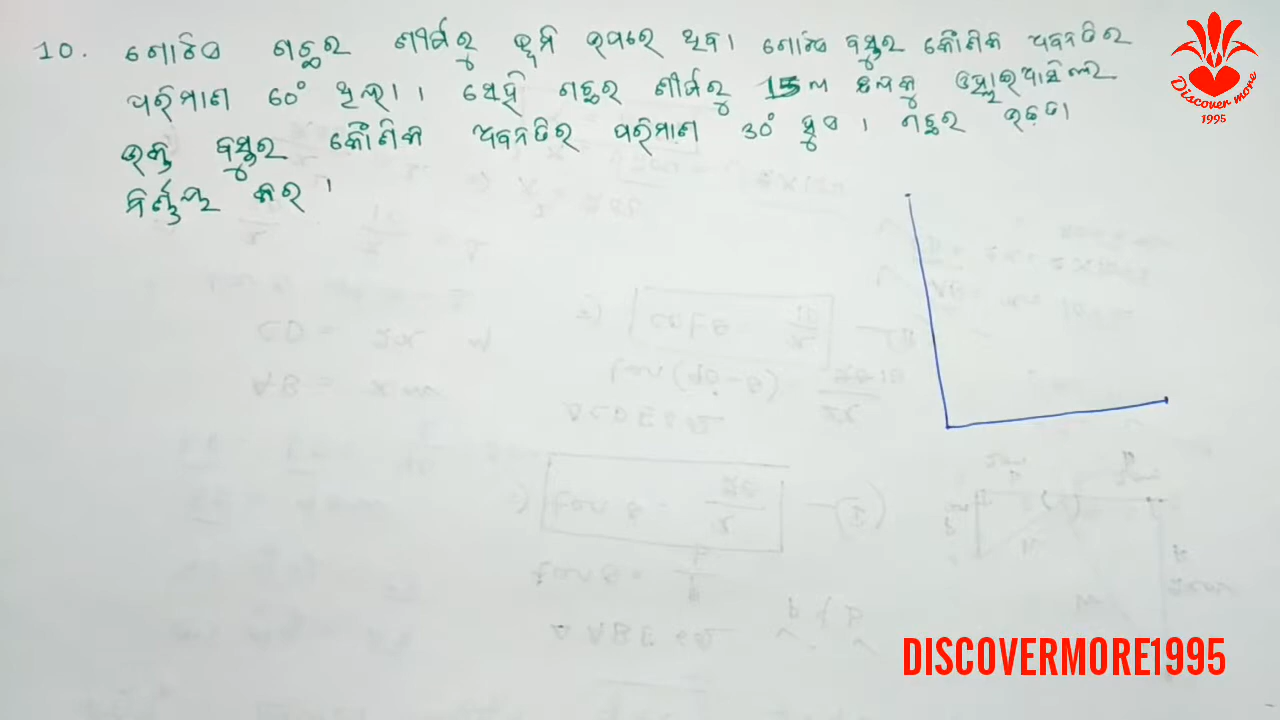 10. ଗୋଟିଏ ଗଛର ଶୀର୍ଷରୁ ଭୂମି ଉପରେ ଥିବା ଗୋଟିଏ ବସ୍ତୁର କୌଣିକ ଅବନତିର
ପରିମାଣ 60° ଥିଲା । ସେହି ଗଛର ଶୀର୍ଷରୁ 15 ମ ତଳକୁ ଓହ୍ଲାଇଆସିଲେ
ଉକ୍ତ ବସ୍ତୁର କୌଣିକ ଅବନତିର ପରିମାଣ 30° ହୁଏ । ଗଛର ଉଚ୍ଚତା
ନିର୍ଣ୍ଣୟ କର ।
Discover more
1995
DISCOVERMORE1995